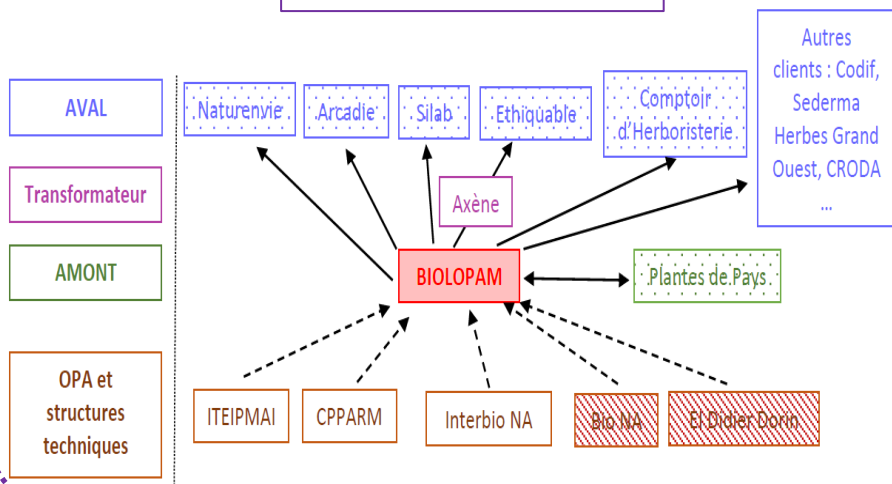 Autres
clients : Codif,
Sederma
Herbes Grand
Ouest, CRODA
...
AVAL
Naturenvie
Arcadie
Silab
Ethiquable
Comptoir
d'Herboristerie
Transformateur
Axène
AMONT
BIOLOPAM
Plantes de Pays
OPA et
structures
techniques
ITEIPMAI
CPPARM
Interbio NA
Bio NA
EI Didier Dorin